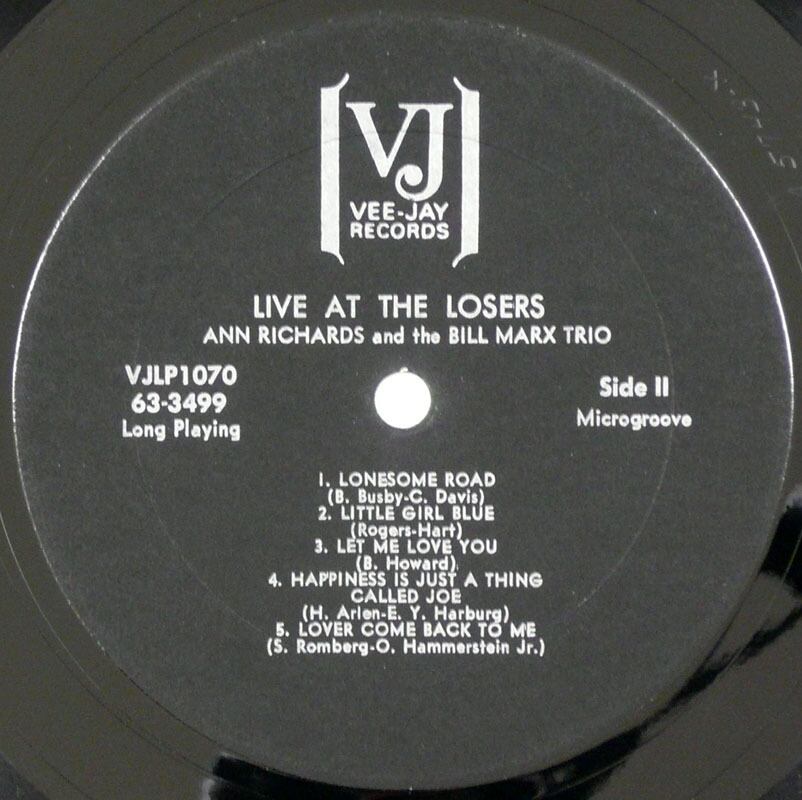 VJ
VEE-JAY
RECORDS
LIVE AT THE LOSERS
ANN RICHARDS and the BILL MARX TRIO
VJLP1070
63-3499
Long Playing
Side II
Microgroove
1. LONESOME ROAD
(B. Busby-C. Davis)
2. LITTLE GIRL BLUE
(Rogers-Hart)
3. LET ME LOVE YOU
(B. Howard)
4. HAPPINESS IS JUST A THING
CALLED JOE
(H. Arlen-E. Y. Harburg)
5. LOVER COME BACK TO ME
(S. Romberg-O. Hammerstein Jr.)